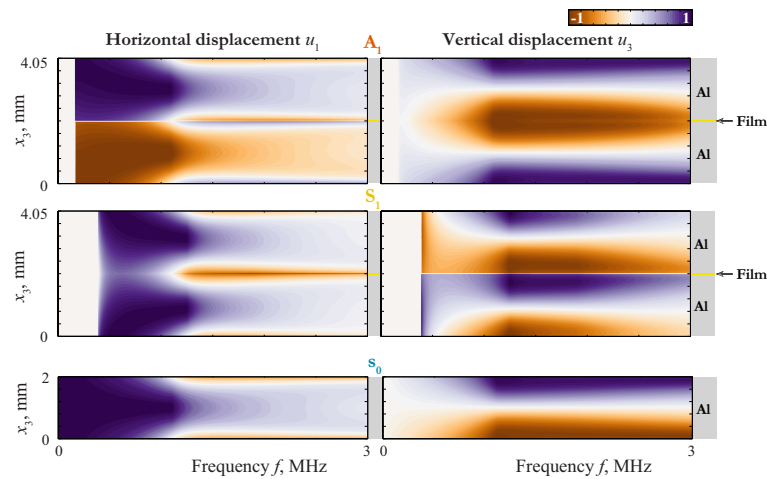 -1 1
Horizontal displacement u₁ A₁ Vertical displacement u₃
4.05
x₃, mm
0
Al
Film
Al
S₁
4.05
x₃, mm
0
Al
Film
Al
s₀
2
x₃, mm
0
Al
0 3 0 3
Frequency f, MHz Frequency f, MHz